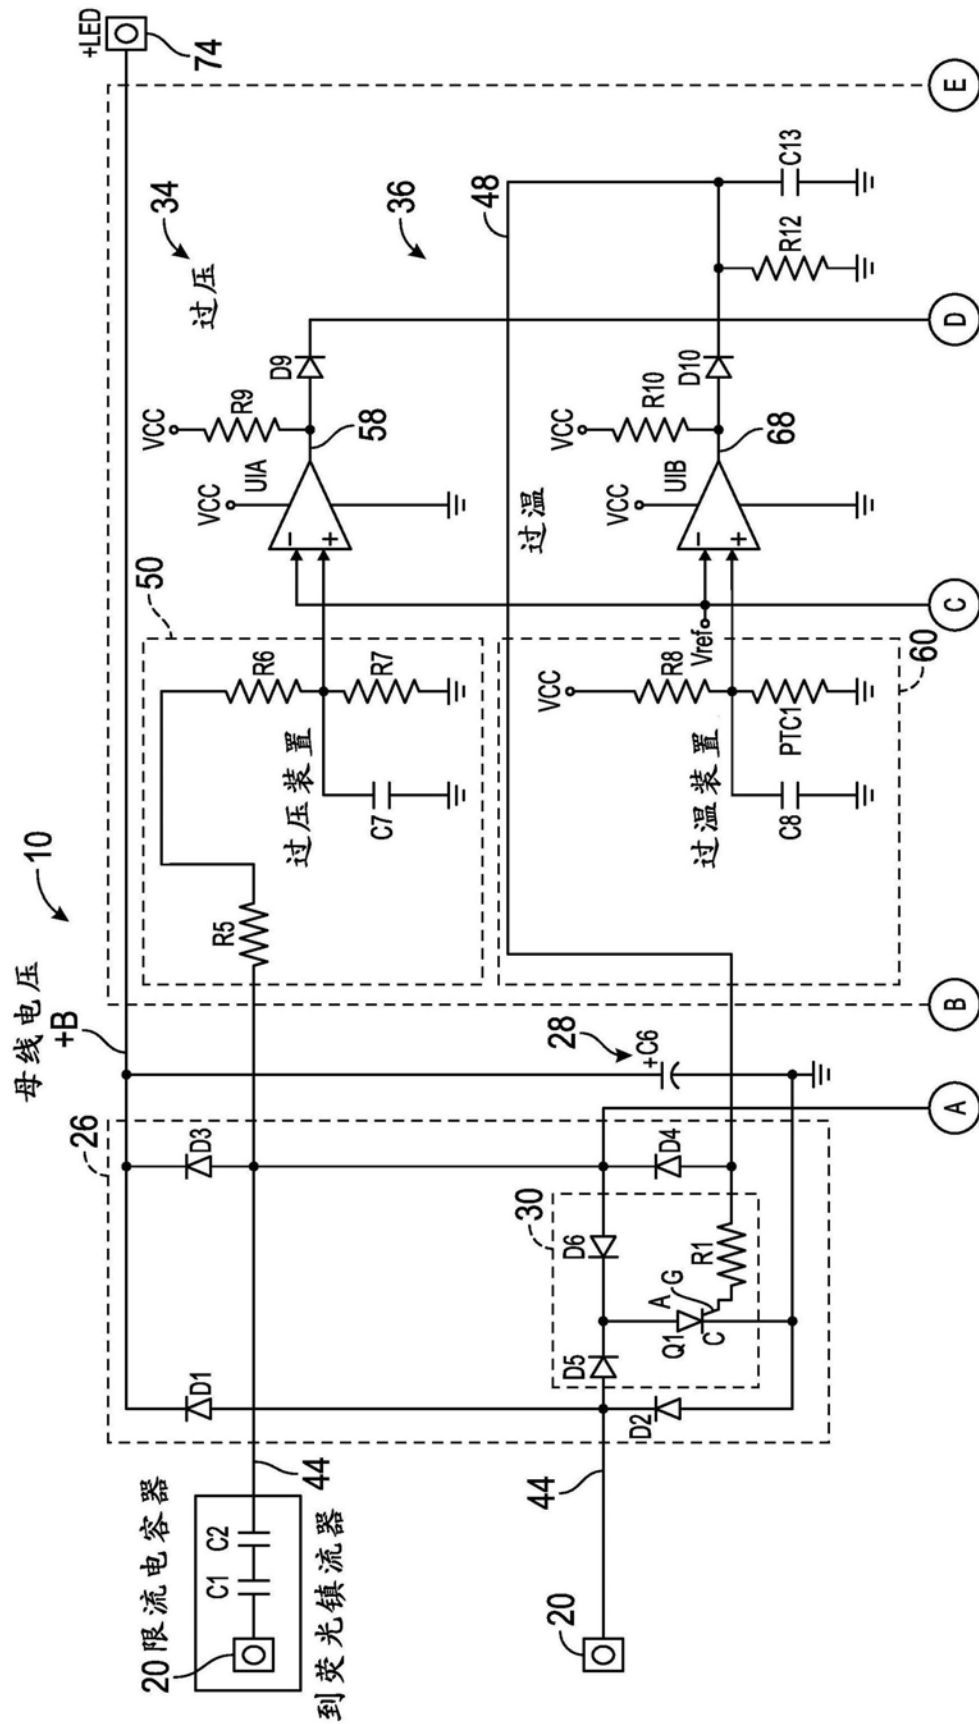 母线电压
+B
10
+LED
74
26
D1
D3
28
+C6
20
限流电容器
C1
C2
到荧光镇流器
44
44
20
30
D5
D6
Q1
A
G
C
R1
D2
D4
50
R5
R6
R7
C7
过压装置
34
过压
VCC
VCC
R9
UIA
-
+
58
D9
36
48
过温
VCC
VCC
R10
UIB
-
+
68
D10
R12
C13
VCC
R8
Vref
PTC1
C8
过温装置
60
A
B
C
D
E